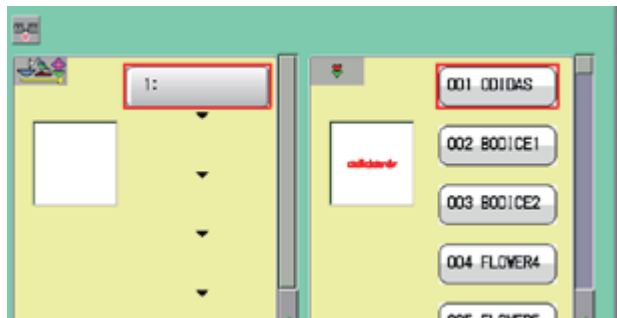 1:
001 ODIDAS
002 BODICE1
003 BODICE2
004 FLOWER4